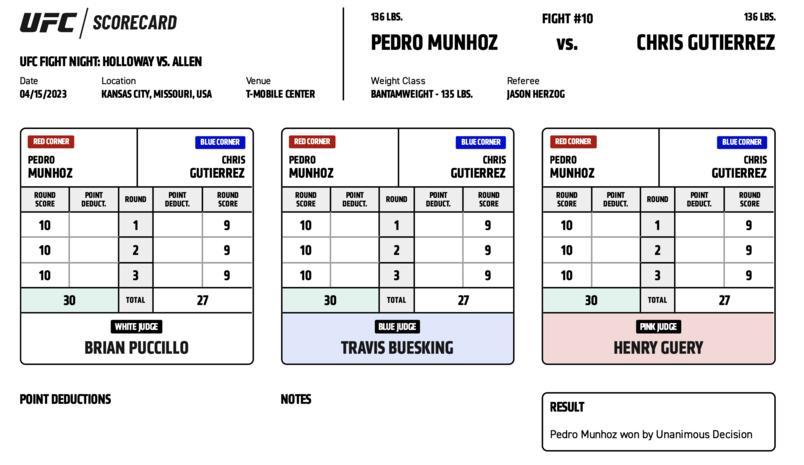 UFC / SCORECARD
136 LBS. FIGHT #10 136 LBS.
PEDRO MUNHOZ VS. CHRIS GUTIERREZ
UFC FIGHT NIGHT: HOLLOWAY VS. ALLEN
Date Location Venue Weight Class Referee
04/15/2023 KANSAS CITY, MISSOURI, USA T-MOBILE CENTER BANTAMWEIGHT - 135 LBS. JASON HERZOG
RED CORNER BLUE CORNER
PEDRO CHRIS
MUNHOZ GUTIERREZ
ROUND POINT ROUND POINT ROUND
SCORE DEDUCT. DEDUCT. SCORE
10 1 9
10 2 9
10 3 9
30 TOTAL 27
WHITE JUDGE
BRIAN PUCCILLO
RED CORNER BLUE CORNER
PEDRO CHRIS
MUNHOZ GUTIERREZ
ROUND POINT ROUND POINT ROUND
SCORE DEDUCT. DEDUCT. SCORE
10 1 9
10 2 9
10 3 9
30 TOTAL 27
BLUE JUDGE
TRAVIS BUESKING
RED CORNER BLUE CORNER
PEDRO CHRIS
MUNHOZ GUTIERREZ
ROUND POINT ROUND POINT ROUND
SCORE DEDUCT. DEDUCT. SCORE
10 1 9
10 2 9
10 3 9
30 TOTAL 27
PINK JUDGE
HENRY GUERY
POINT DEDUCTIONS
NOTES
RESULT
Pedro Munhoz won by Unanimous Decision